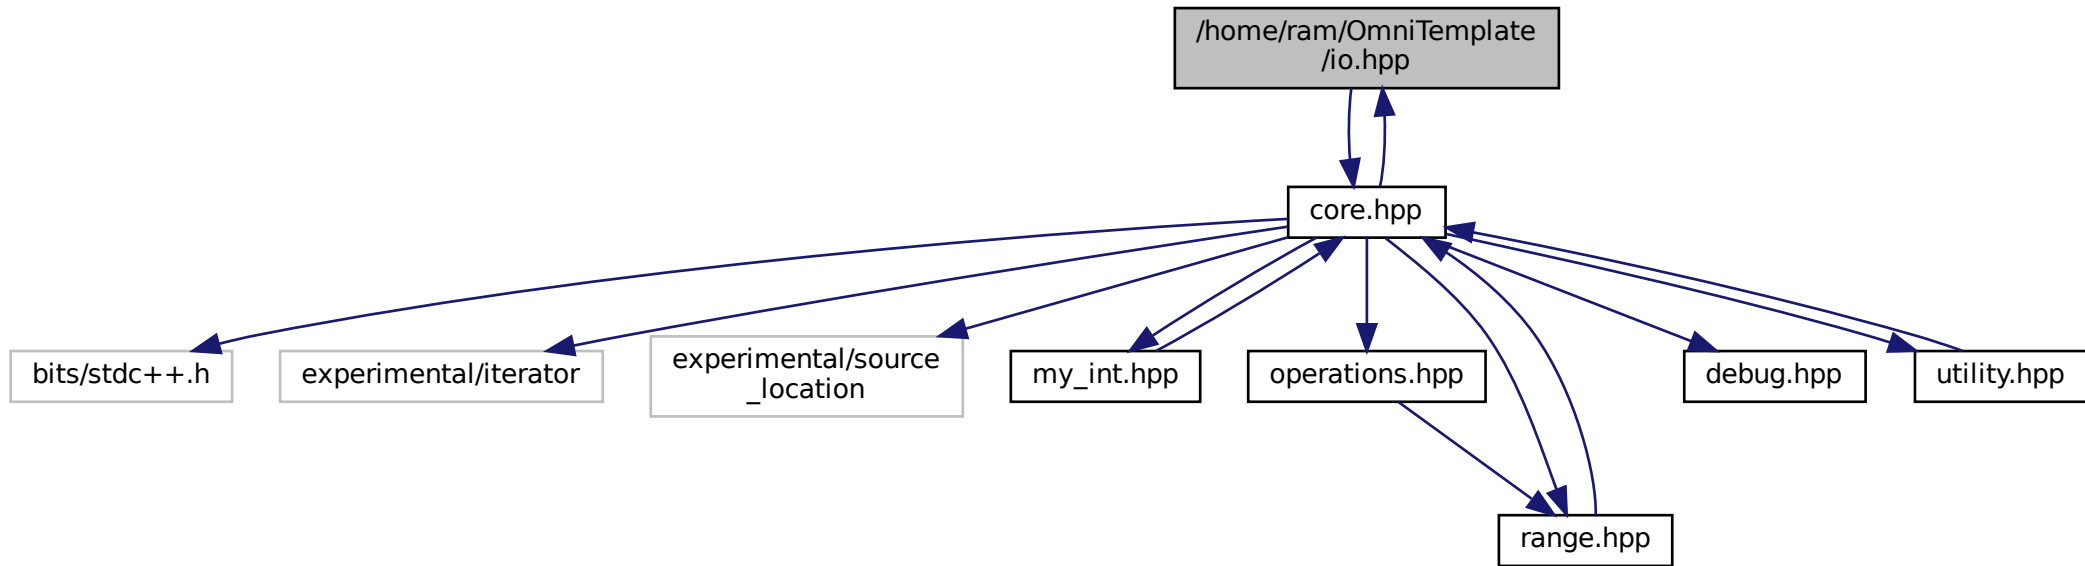 /home/ram/OmniTemplate
/io.hpp
core.hpp
bits/stdc++.h
experimental/iterator
experimental/source
_location
my_int.hpp
operations.hpp
debug.hpp
utility.hpp
range.hpp